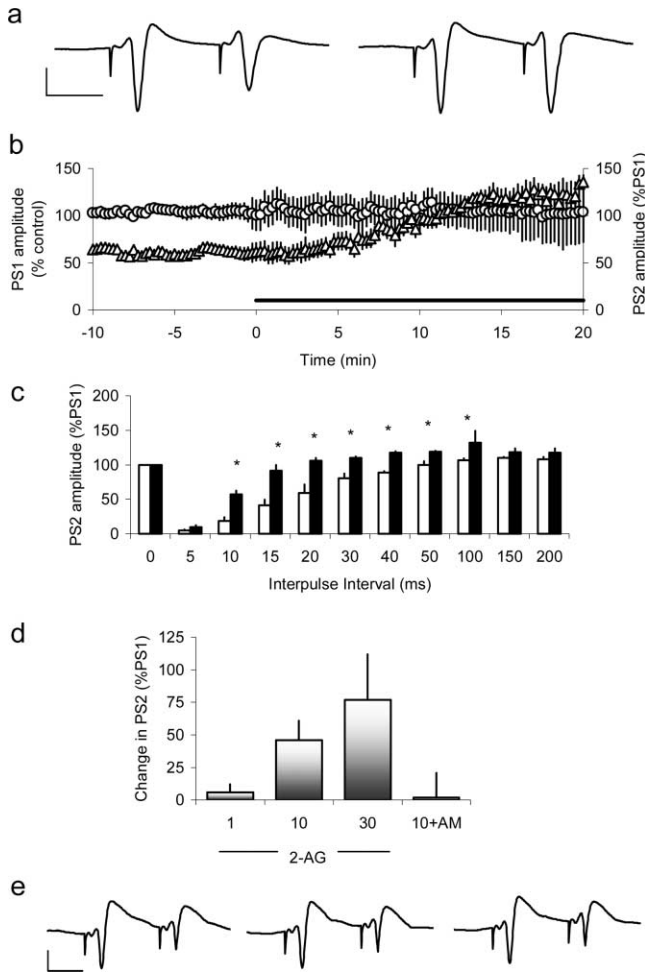 a
b
150
100
50
0
PS1 amplitude
(% control)
150
100
50
0
PS2 amplitude (%PS1)
-10 -5 0 5 10 15 20
Time (min)
c
200
150
100
50
0
PS2 amplitude (%PS1)
* * * * * * *
0 5 10 15 20 30 40 50 100 150 200
Interpulse Interval (ms)
d
125
100
75
50
25
0
Change in PS2 (%PS1)
1 10 30 10+AM
2-AG
e